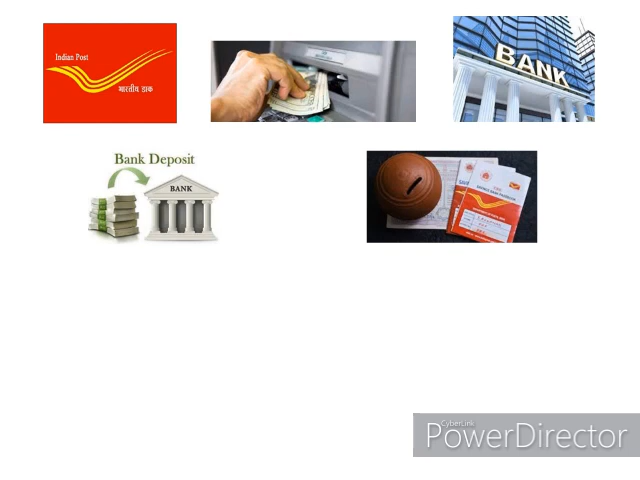 Indian Post
भारतीय डाक
BANK
Bank Deposit
BANK
CyberLink
PowerDirector